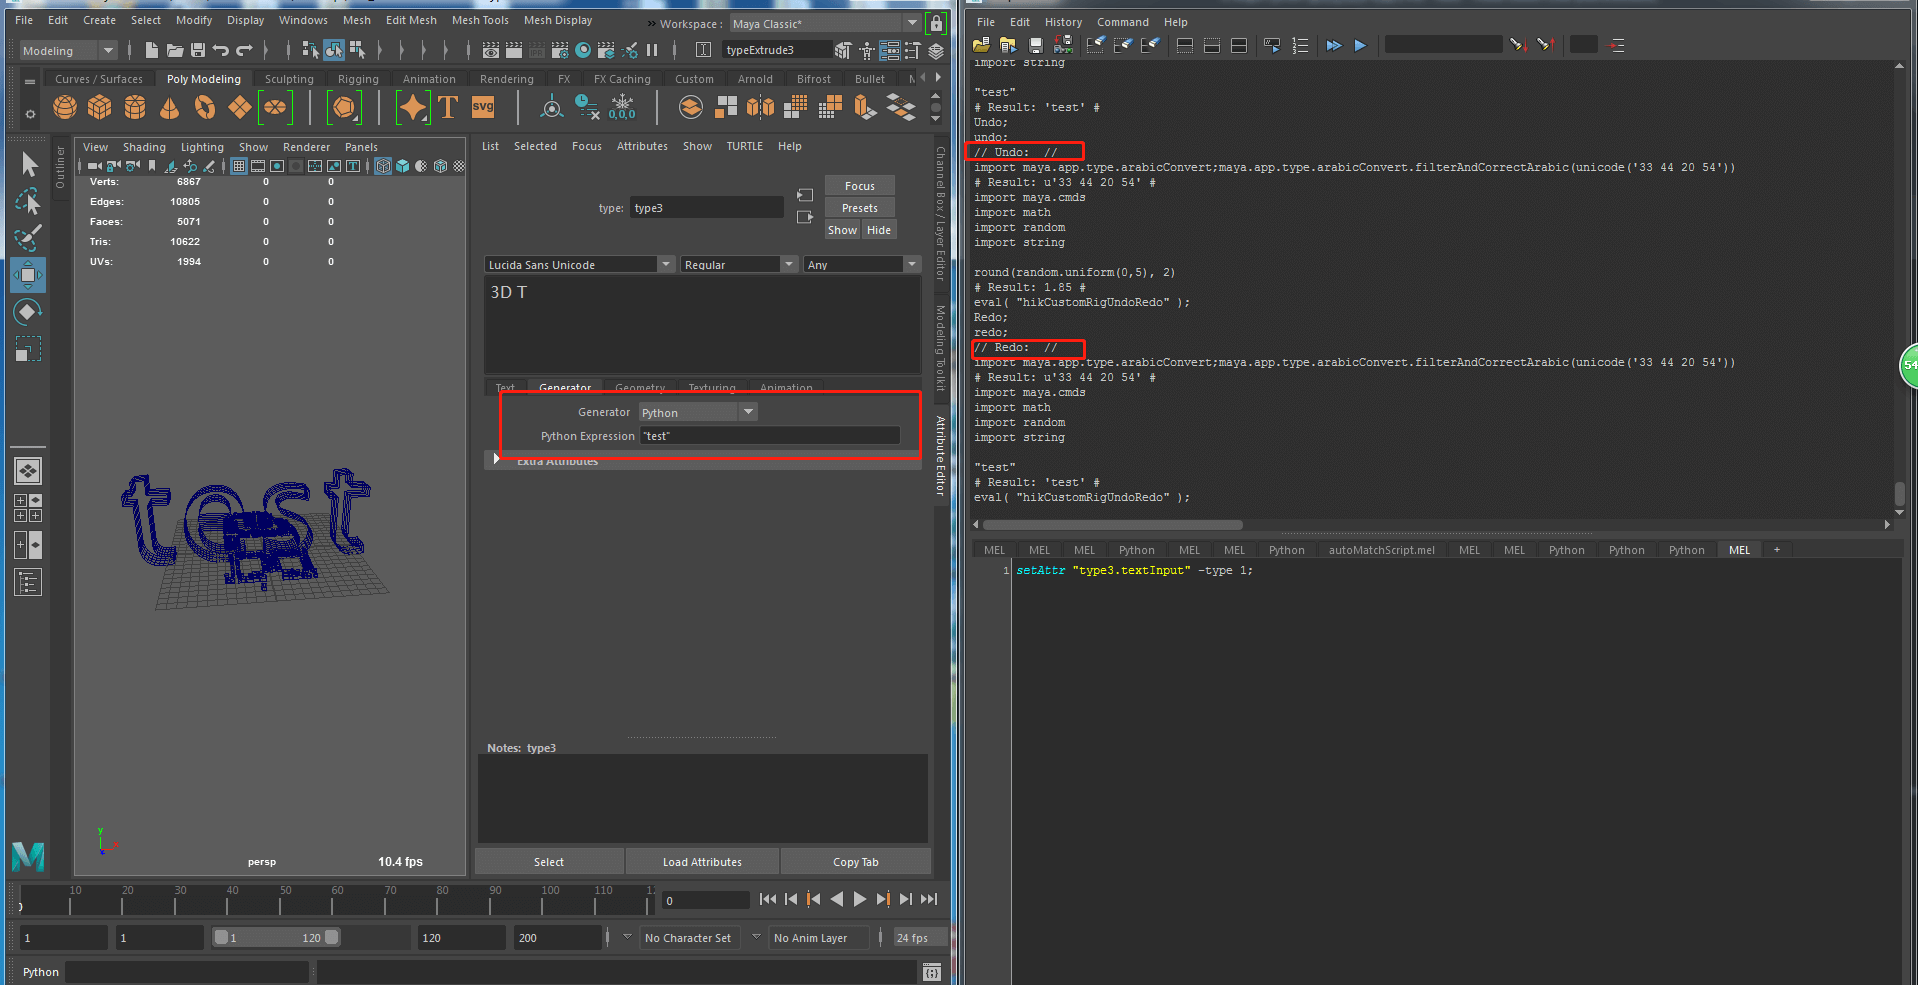 File Edit Create Select Modify Display Windows Mesh Edit Mesh Mesh Tools Mesh Display
» Workspace : Maya Classic*
Modeling
typeExtrude3
Curves / Surfaces Poly Modeling Sculpting Rigging Animation Rendering FX FX Caching Custom Arnold Bifrost Bullet
T svg 0,0,0
Outliner
View Shading Lighting Show Renderer Panels
Verts: 6867 0 0
Edges: 10805 0 0
Faces: 5071 0 0
Tris: 10622 0 0
UVs: 1994 0 0
test
y
persp
10.4 fps
List Selected Focus Attributes Show TURTLE Help
type: type3
Focus
Presets
Show Hide
Lucida Sans Unicode Regular Any
3D T
Text Generator Geometry Texturing Animation
Generator Python
Python Expression "test"
Extra Attributes
Notes: type3
Select Load Attributes Copy Tab
Channel Box / Layer Editor
Modeling Toolkit
Attribute Editor
10 20 30 40 50 60 70 80 90 100 110
0
1 1 1 120 120 200 No Character Set No Anim Layer 24 fps
Python
File Edit History Command Help
import string
"test"
# Result: 'test' #
Undo;
undo;
// Undo: //
import maya.app.type.arabicConvert;maya.app.type.arabicConvert.filterAndCorrectArabic(unicode('33 44 20 54'))
# Result: u'33 44 20 54' #
import maya.cmds
import math
import random
import string
round(random.uniform(0,5), 2)
# Result: 1.85 #
eval( "hikCustomRigUndoRedo" );
Redo;
redo;
// Redo: //
import maya.app.type.arabicConvert;maya.app.type.arabicConvert.filterAndCorrectArabic(unicode('33 44 20 54'))
# Result: u'33 44 20 54' #
import maya.cmds
import math
import random
import string
"test"
# Result: 'test' #
eval( "hikCustomRigUndoRedo" );
54
MEL MEL MEL Python MEL MEL Python autoMatchScript.mel MEL MEL Python Python Python MEL +
1 setAttr "type3.textInput" -type 1;